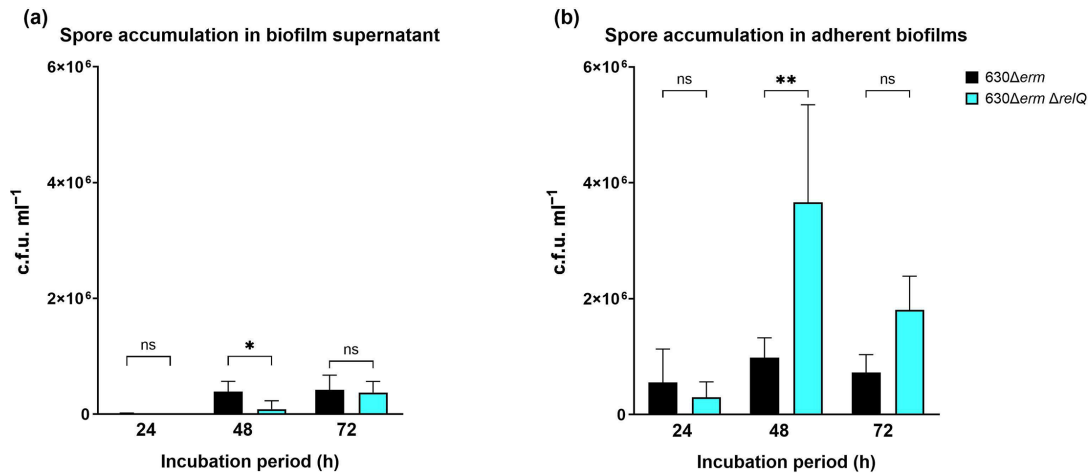 (a)
Spore accumulation in biofilm supernatant
6×10⁶
4×10⁶
2×10⁶
0
c.f.u. ml⁻¹
ns
*
ns
24
48
72
Incubation period (h)
(b)
Spore accumulation in adherent biofilms
6×10⁶
4×10⁶
2×10⁶
0
c.f.u. ml⁻¹
ns
**
ns
24
48
72
Incubation period (h)
630Δerm
630Δerm ΔrelQ